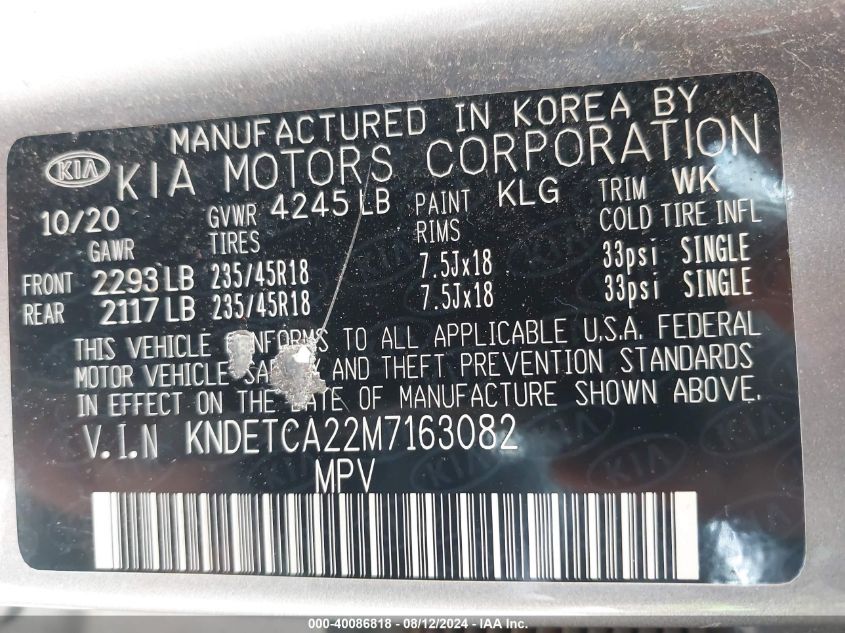 MANUFACTURED IN KOREA BY
KIA KIA MOTORS CORPORATION
10/20 GVWR 4245 LB PAINT KLG TRIM WK
GAWR TIRES RIMS COLD TIRE INFL
FRONT 2293 LB 235/45R18 7.5Jx18 33psi SINGLE
REAR 2117 LB 235/45R18 7.5Jx18 33psi SINGLE
THIS VEHICLE TO ALL APPLICABLE U.S.A. FEDERAL
MOTOR VEHICLE AND THEFT PREVENTION STANDARDS
IN EFFECT ON THE DATE OF MANUFACTURE SHOWN ABOVE.
V.I.N KNDETCA22M7163082
MPV
000-40086818 - 08/12/2024 - IAA Inc.